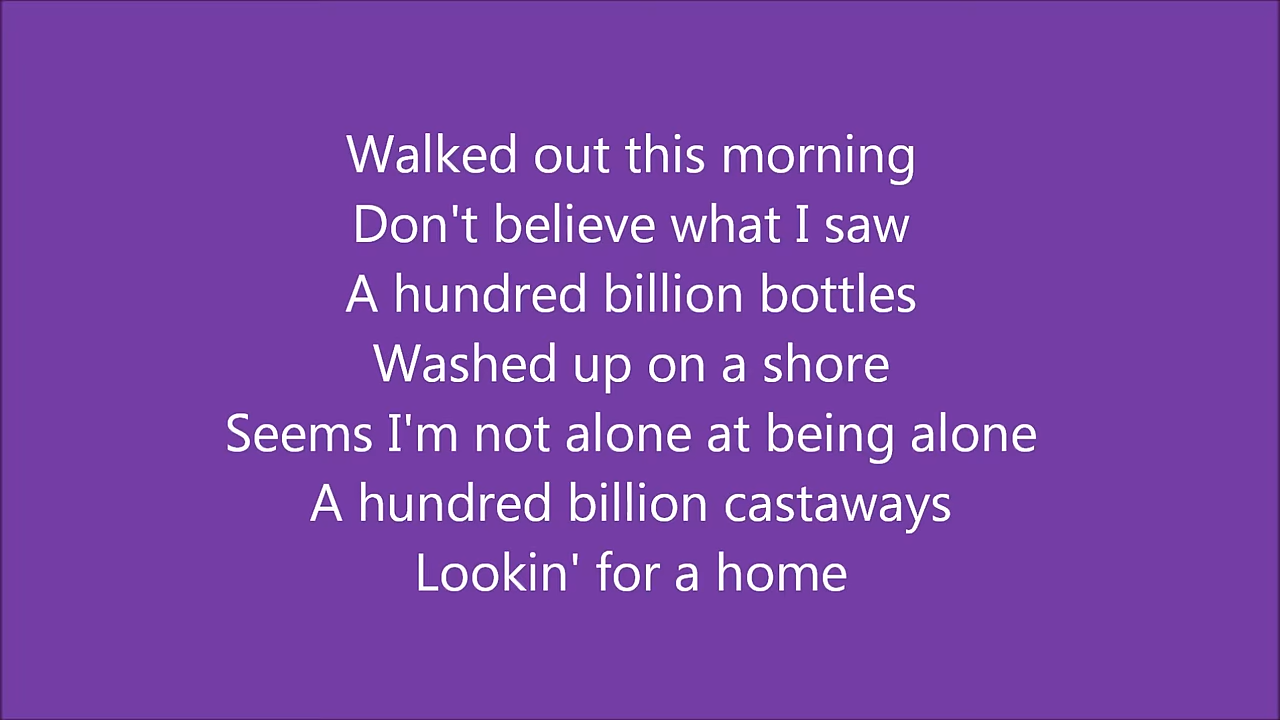 Walked out this morning
Don't believe what I saw
A hundred billion bottles
Washed up on a shore
Seems I'm not alone at being alone
A hundred billion castaways
Lookin' for a home